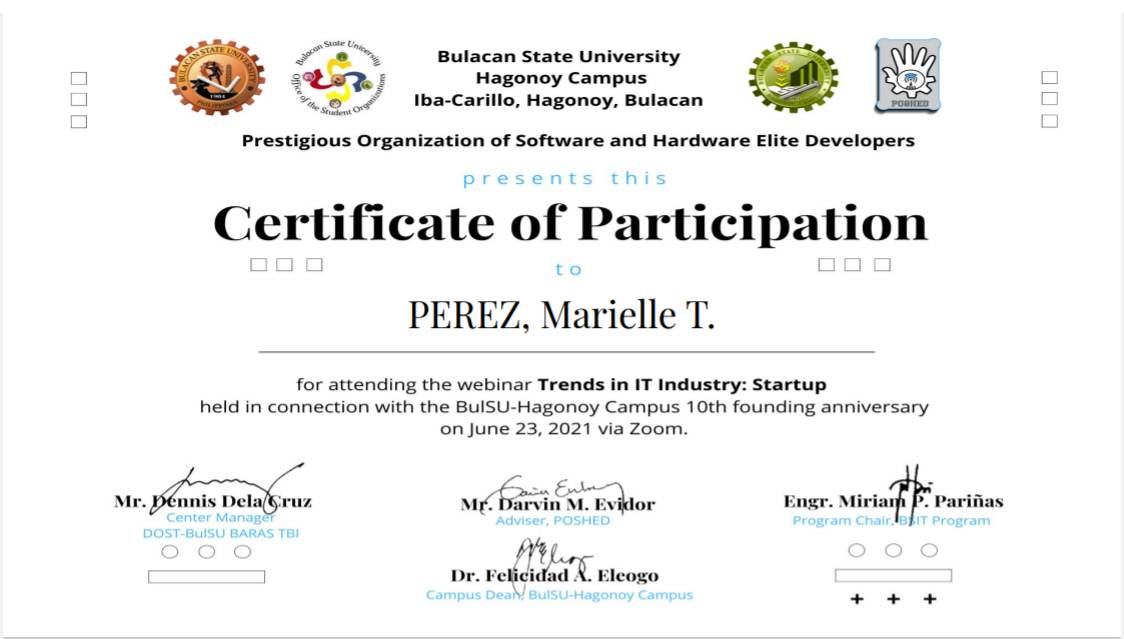 BULACAN STATE UNIVERSITY
1904
PHILIPPINES
Bulacan State University
Office of the Student Organizations
Bulacan State University
Hagonoy Campus
Iba-Carillo, Hagonoy, Bulacan
POSHED
Prestigious Organization of Software and Hardware Elite Developers
presents this
Certificate of Participation
to
PEREZ, Marielle T.
for attending the webinar Trends in IT Industry: Startup
held in connection with the BulSU-Hagonoy Campus 10th founding anniversary
on June 23, 2021 via Zoom.
Mr. Dennis Dela Cruz
Center Manager
DOST-BulSU BARAS TBI
Mr. Darvin M. Evidor
Adviser, POSHED
Engr. Miriam P. Pariñas
Program Chair, BSIT Program
Dr. Felicidad A. Eleogo
Campus Dean, BulSU-Hagonoy Campus